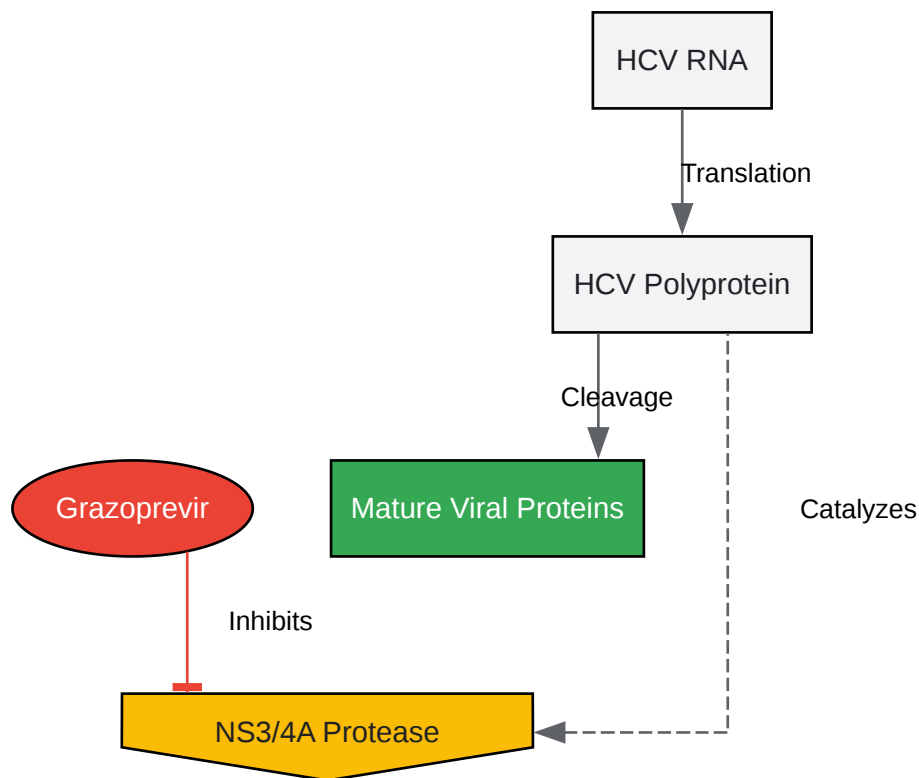 HCV RNA
Translation
HCV Polyprotein
Cleavage
Grazoprevir
Mature Viral Proteins
Catalyzes
Inhibits
NS3/4A Protease